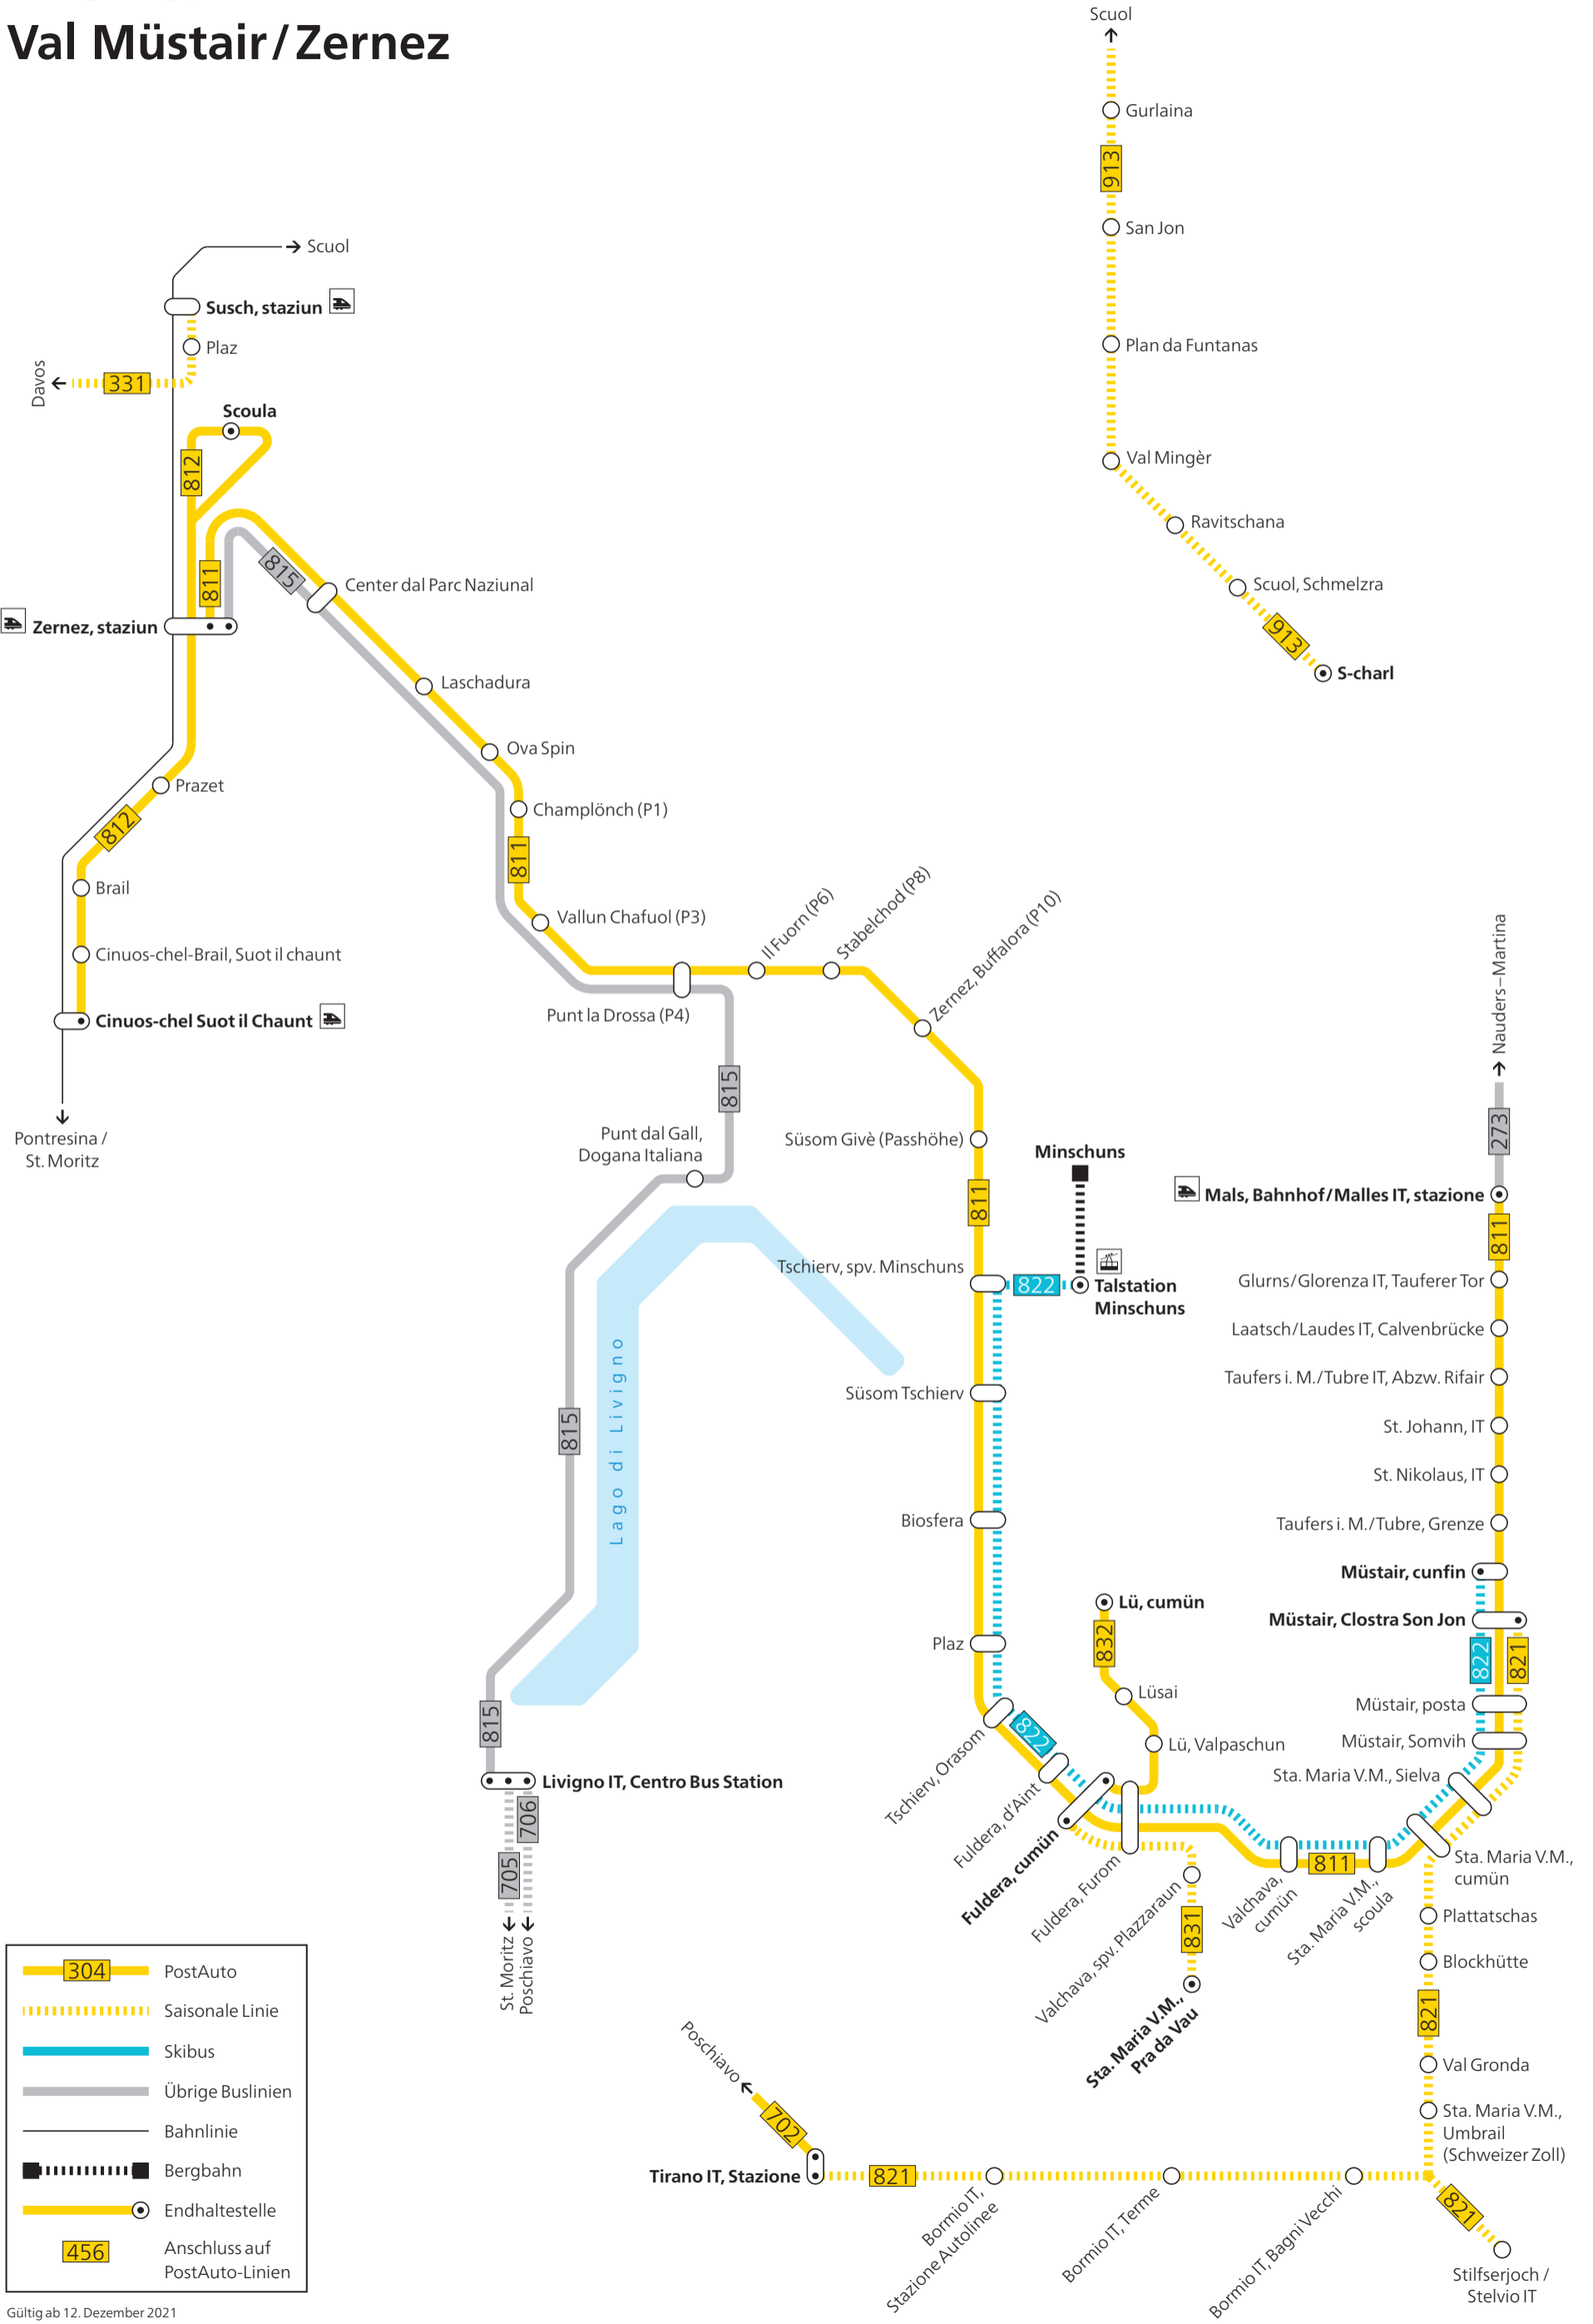 Val Müstair / Zernez
Scuol
Gurlaina
913
San Jon
Plan da Funtanas
Val Mingèr
Ravitschana
Scuol, Schmelzra
913
S-charl
Scuol
Susch, staziun
Plaz
Davos
331
Scoula
812
811
815
Zernez, staziun
Center dal Parc Naziunal
Laschadura
Ova Spin
Champlönch (P1)
811
Vallun Chafuol (P3)
Prazet
812
Brail
Cinuos-chel-Brail, Suot il chaunt
Cinuos-chel Suot il Chaunt
Pontresina /
St. Moritz
Il Fuorn (P6)
Stabelchod (P8)
Zernez, Buffalora (P10)
Punt la Drossa (P4)
815
Punt dal Gall,
Dogana Italiana
Süsom Givè (Passhöhe)
811
Minschuns
Tschierv, spv. Minschuns
822
Talstation
Minschuns
Süsom Tschierv
Lago di Livigno
815
Biosfera
Plaz
815
Livigno IT, Centro Bus Station
706
705
St. Moritz
Poschiavo
Tschierv, Orasom
822
Fuldera, d'Aint
Fuldera, cumün
Fuldera, Furom
Lü, cumün
832
Lüsai
Lü, Valpaschun
Valchava, spv. Plazzaraun
831
Sta. Maria V.M.,
Pra da Vau
Valchava,
cumün
811
Sta. Maria V.M.,
scoula
Nauders–Martina
273
Mals, Bahnhof / Malles IT, stazione
811
Glurns/Glorenza IT, Tauferer Tor
Laatsch/Laudes IT, Calvenbrücke
Taufers i. M./Tubre IT, Abzw. Rifair
St. Johann, IT
St. Nikolaus, IT
Taufers i. M./Tubre, Grenze
Müstair, cunfin
Müstair, Clostra Son Jon
822
821
Müstair, posta
Müstair, Somvih
Sta. Maria V.M., Sielva
Sta. Maria V.M.,
cumün
Plattatschas
Blockhütte
821
Val Gronda
Sta. Maria V.M.,
Umbrail
(Schweizer Zoll)
821
Stilfserjoch /
Stelvio IT
Poschiavo
702
Tirano IT, Stazione
821
Bormio IT,
Stazione Autolinee
Bormio IT, Terme
Bormio IT, Bagni Vecchi
304
PostAuto
Saisonale Linie
Skibus
Übrige Buslinien
Bahnlinie
Bergbahn
Endhaltestelle
456
Anschluss auf
PostAuto-Linien
Gültig ab 12. Dezember 2021